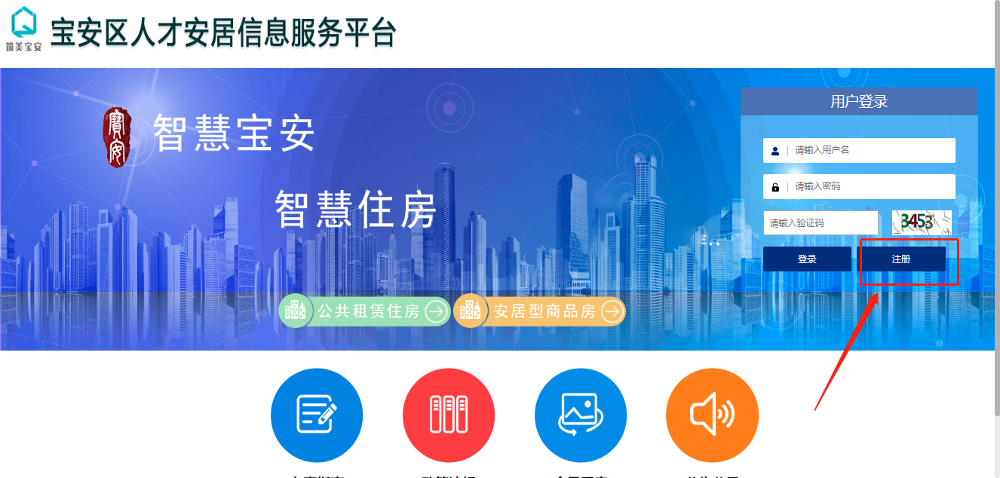 筑美宝安
宝安区人才安居信息服务平台
寶安
智慧宝安
智慧住房
用户登录
请输入用户名
请输入密码
请输入验证码
3453
登录
注册
公共租赁住房
安居型商品房